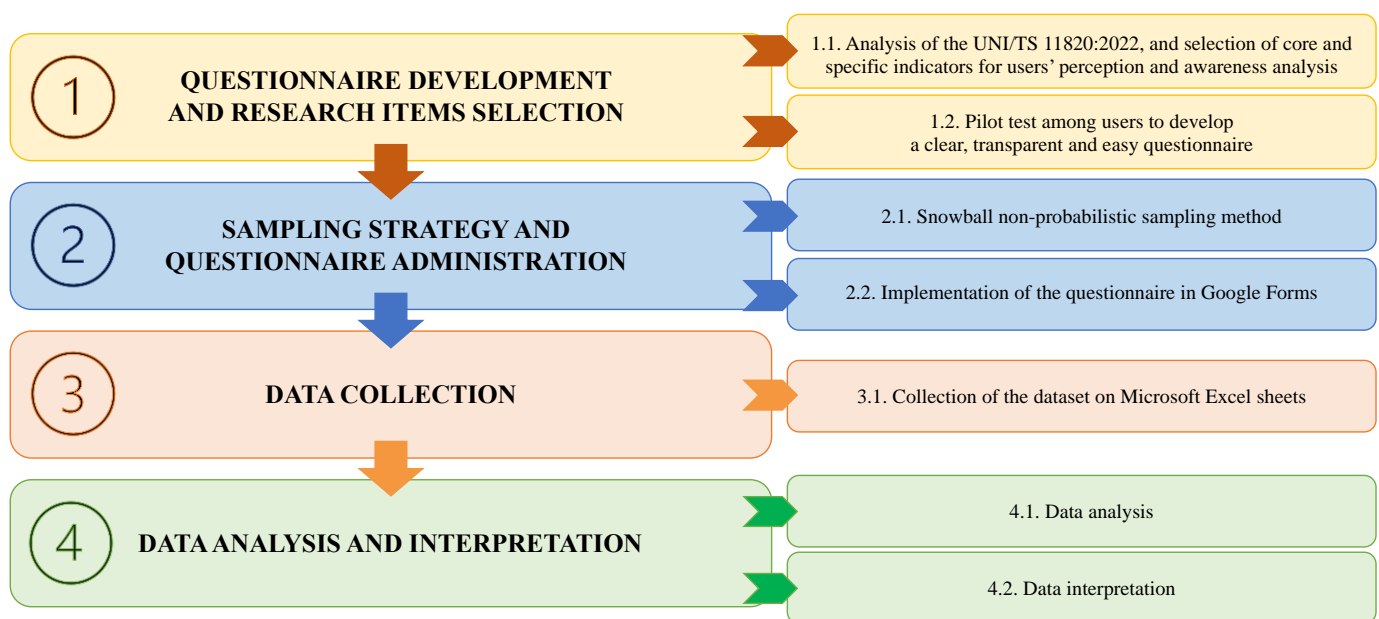 1
QUESTIONNAIRE DEVELOPMENT
AND RESEARCH ITEMS SELECTION
1.1. Analysis of the UNI/TS 11820:2022, and selection of core and
specific indicators for users’ perception and awareness analysis
1.2. Pilot test among users to develop
a clear, transparent and easy questionnaire
2
SAMPLING STRATEGY AND
QUESTIONNAIRE ADMINISTRATION
2.1. Snowball non-probabilistic sampling method
2.2. Implementation of the questionnaire in Google Forms
3
DATA COLLECTION
3.1. Collection of the dataset on Microsoft Excel sheets
4
DATA ANALYSIS AND INTERPRETATION
4.1. Data analysis
4.2. Data interpretation